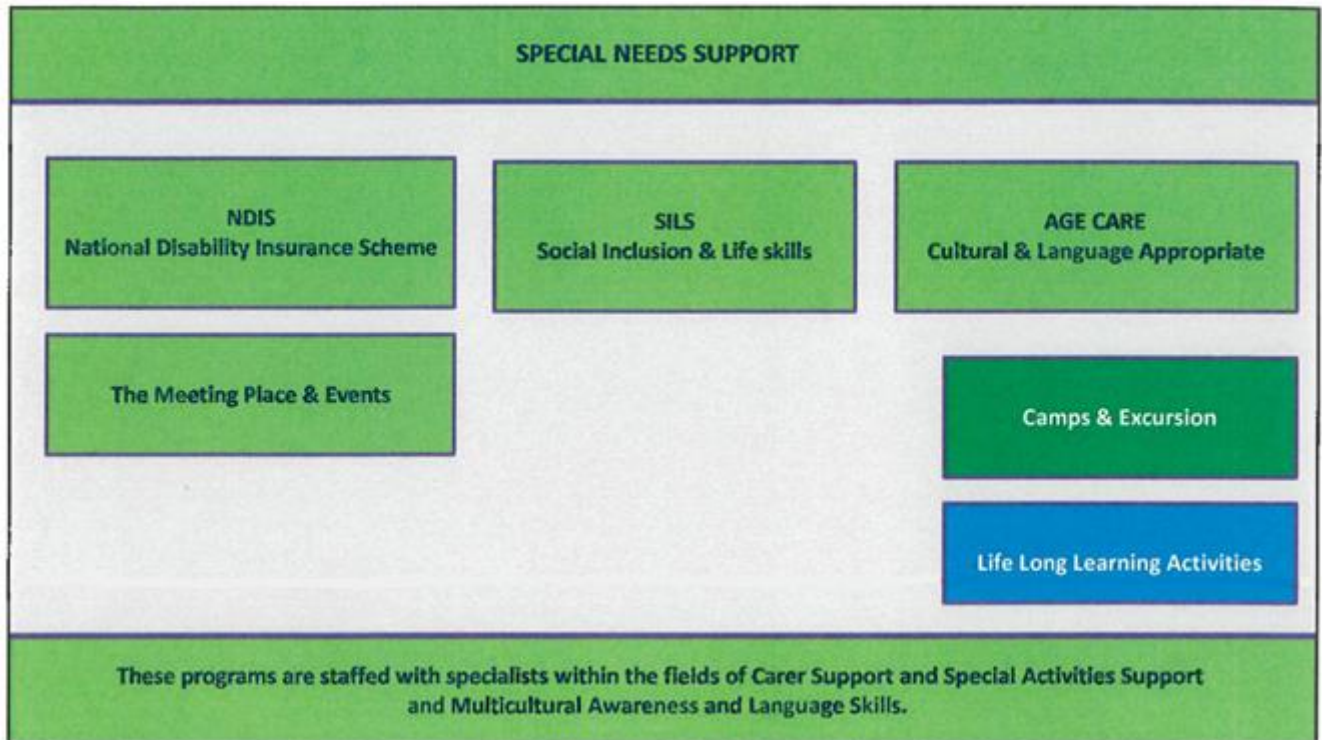 SPECIAL NEEDS SUPPORT
NDIS
National Disability Insurance Scheme
SILS
Social Inclusion & Life skills
AGE CARE
Cultural & Language Appropriate
The Meeting Place & Events
Camps & Excursion
Life Long Learning Activities
These programs are staffed with specialists within the fields of Carer Support and Special Activities Support
and Multicultural Awareness and Language Skills.